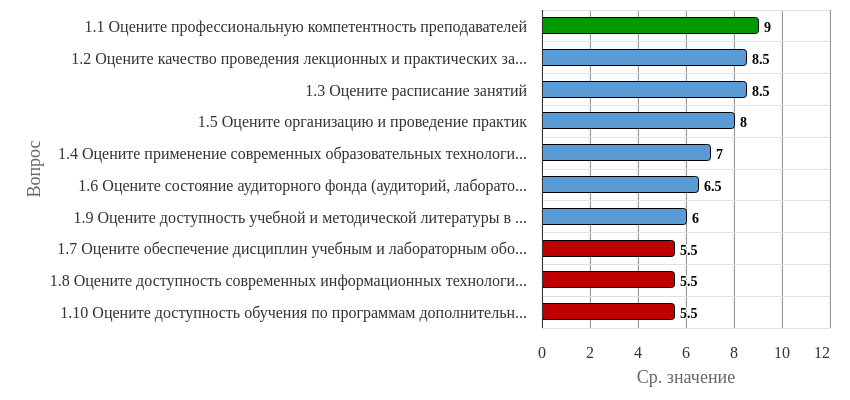 1.1 Оцените профессиональную компетентность преподавателей 9
1.2 Оцените качество проведения лекционных и практических за... 8.5
1.3 Оцените расписание занятий 8.5
1.5 Оцените организацию и проведение практик 8
1.4 Оцените применение современных образовательных технологи... 7
1.6 Оцените состояние аудиторного фонда (аудиторий, лаборато... 6.5
1.9 Оцените доступность учебной и методической литературы в ... 6
1.7 Оцените обеспечение дисциплин учебным и лабораторным обо... 5.5
1.8 Оцените доступность современных информационных технологи... 5.5
1.10 Оцените доступность обучения по программам дополнительн... 5.5
Вопрос
0 2 4 6 8 10 12
Ср. значение